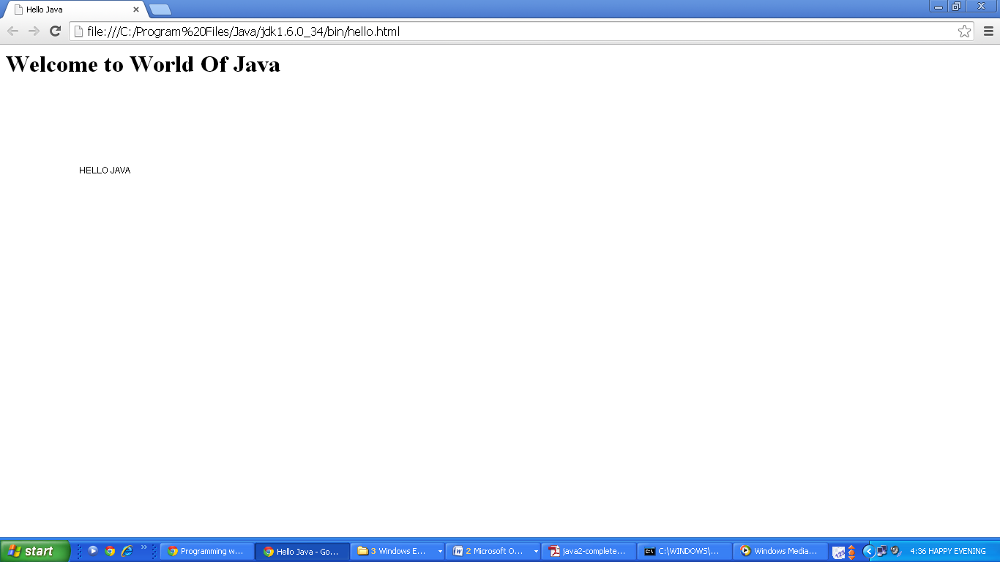 Hello Java
file:///C:/Program%20Files/Java/jdk1.6.0_34/bin/hello.html
Welcome to World Of Java
HELLO JAVA
start
Programming w...
Hello Java - Go...
3 Windows E...
2 Microsoft O...
java2-complete...
C:\WINDOWS\...
Windows Media...
4:36 HAPPY EVENING